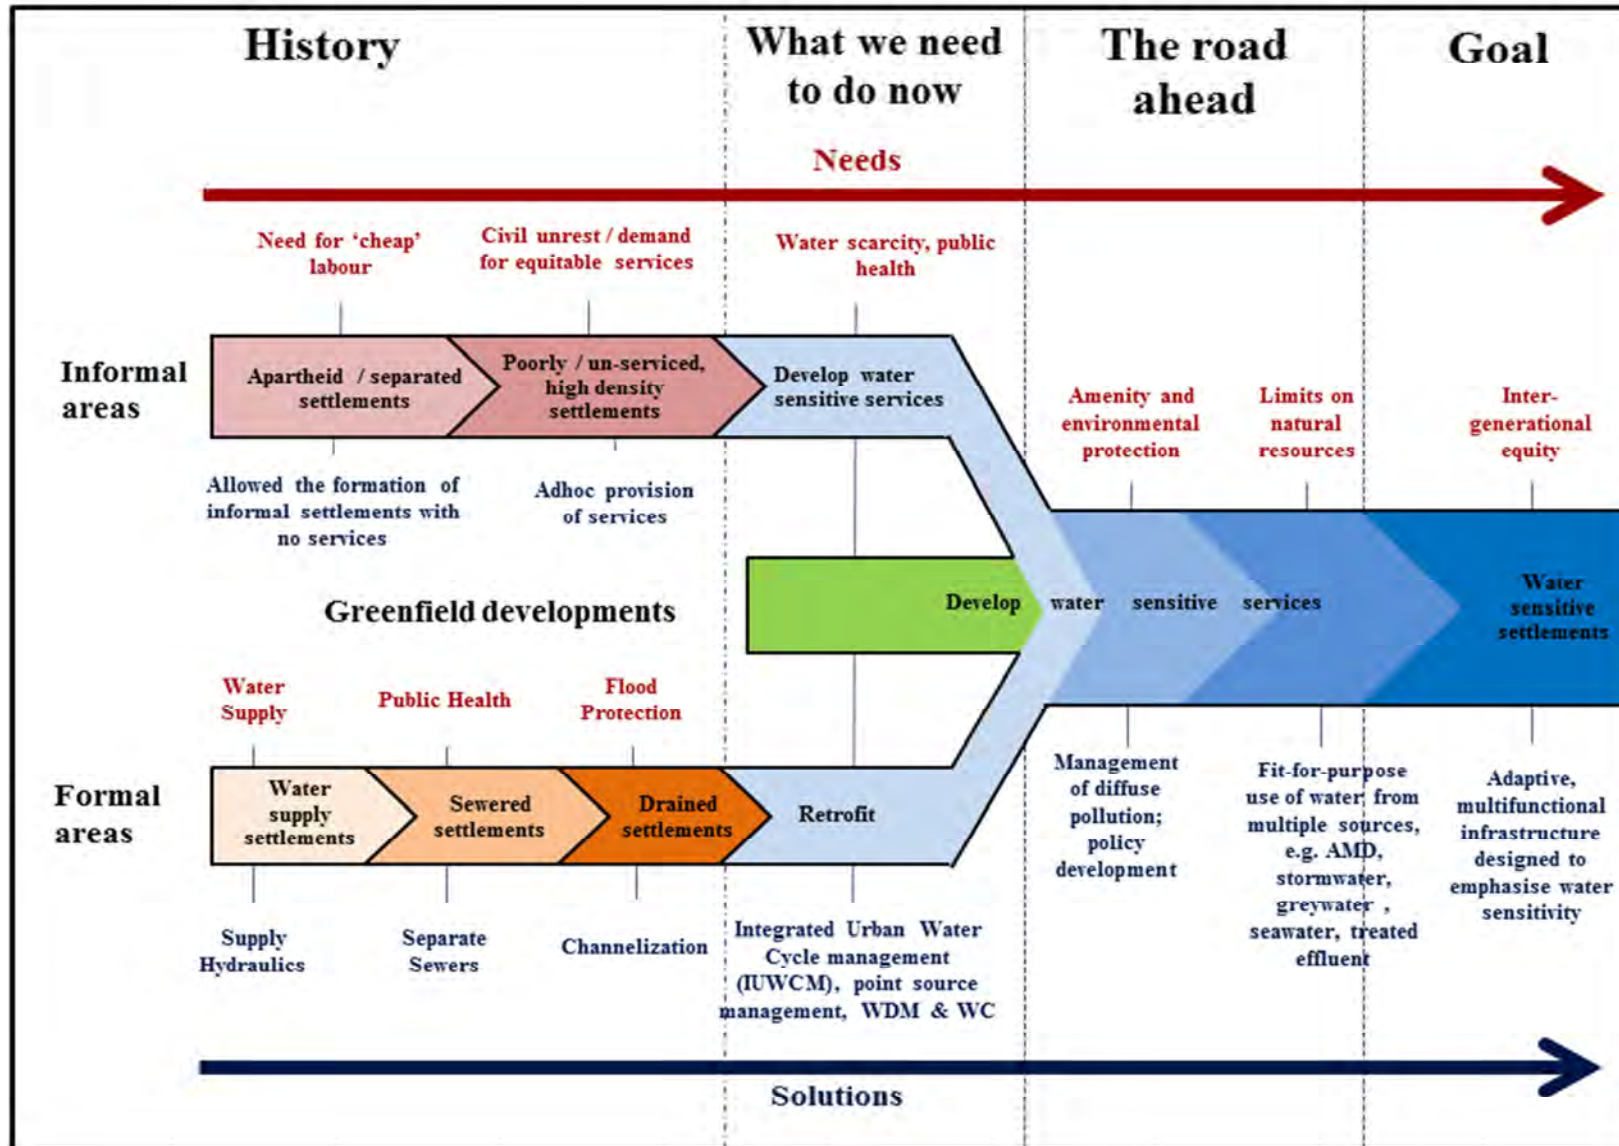 History
What we need
to do now
The road
ahead
Goal
Needs
Need for ‘cheap’
labour
Civil unrest / demand
for equitable services
Water scarcity, public
health
Informal
areas
Apartheid / separated
settlements
Poorly / un-serviced,
high density
settlements
Develop water
sensitive services
Amenity and
environmental
protection
Limits on
natural
resources
Inter-
generational
equity
Allowed the formation of
informal settlements with
no services
Adhoc provision
of services
Greenfield developments
Develop water sensitive services
Water
sensitive
settlements
Water
Supply
Public Health
Flood
Protection
Formal
areas
Water
supply
settlements
Sewered
settlements
Drained
settlements
Retrofit
Management
of diffuse
pollution;
policy
development
Fit-for-purpose
use of water from
multiple sources,
e.g. AMD,
stormwater,
greywater ,
seawater, treated
effluent
Adaptive,
multifunctional
infrastructure
designed to
emphasise water
sensitivity
Supply
Hydraulics
Separate
Sewers
Channelization
Integrated Urban Water
Cycle management
(IUWCM), point source
management, WDM & WC
Solutions